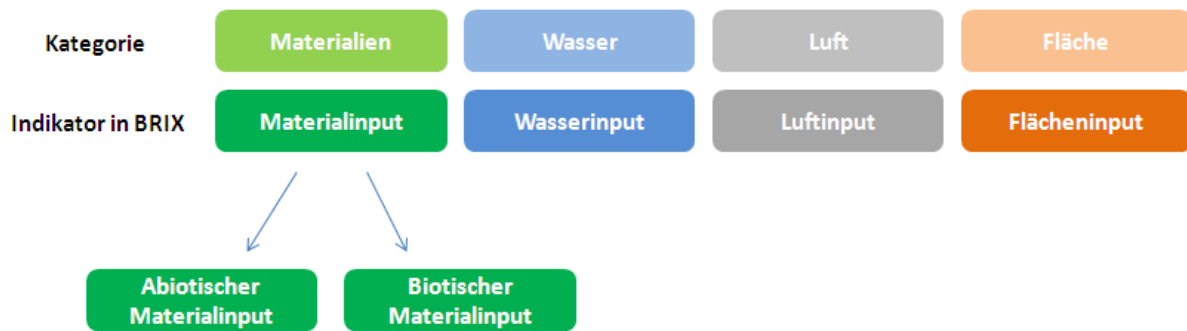 Kategorie Materialien Wasser Luft Fläche
Indikator in BRIX Materialinput Wasserinput Luftinput Flächeninput
Abiotischer Biotischer
Materialinput Materialinput